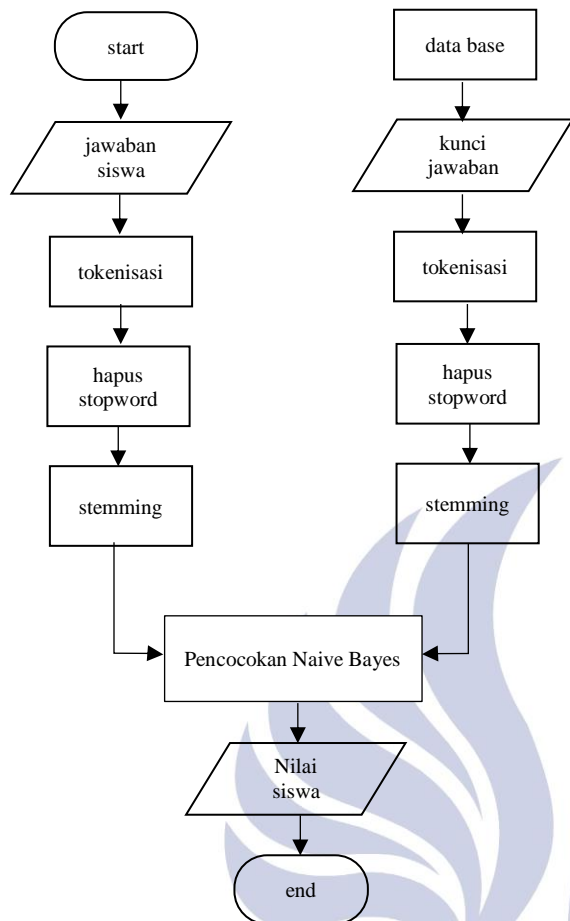 start
jawaban
siswa
tokenisasi
hapus
stopword
stemming
data base
kunci
jawaban
tokenisasi
hapus
stopword
stemming
Pencocokan Naive Bayes
Nilai
siswa
end